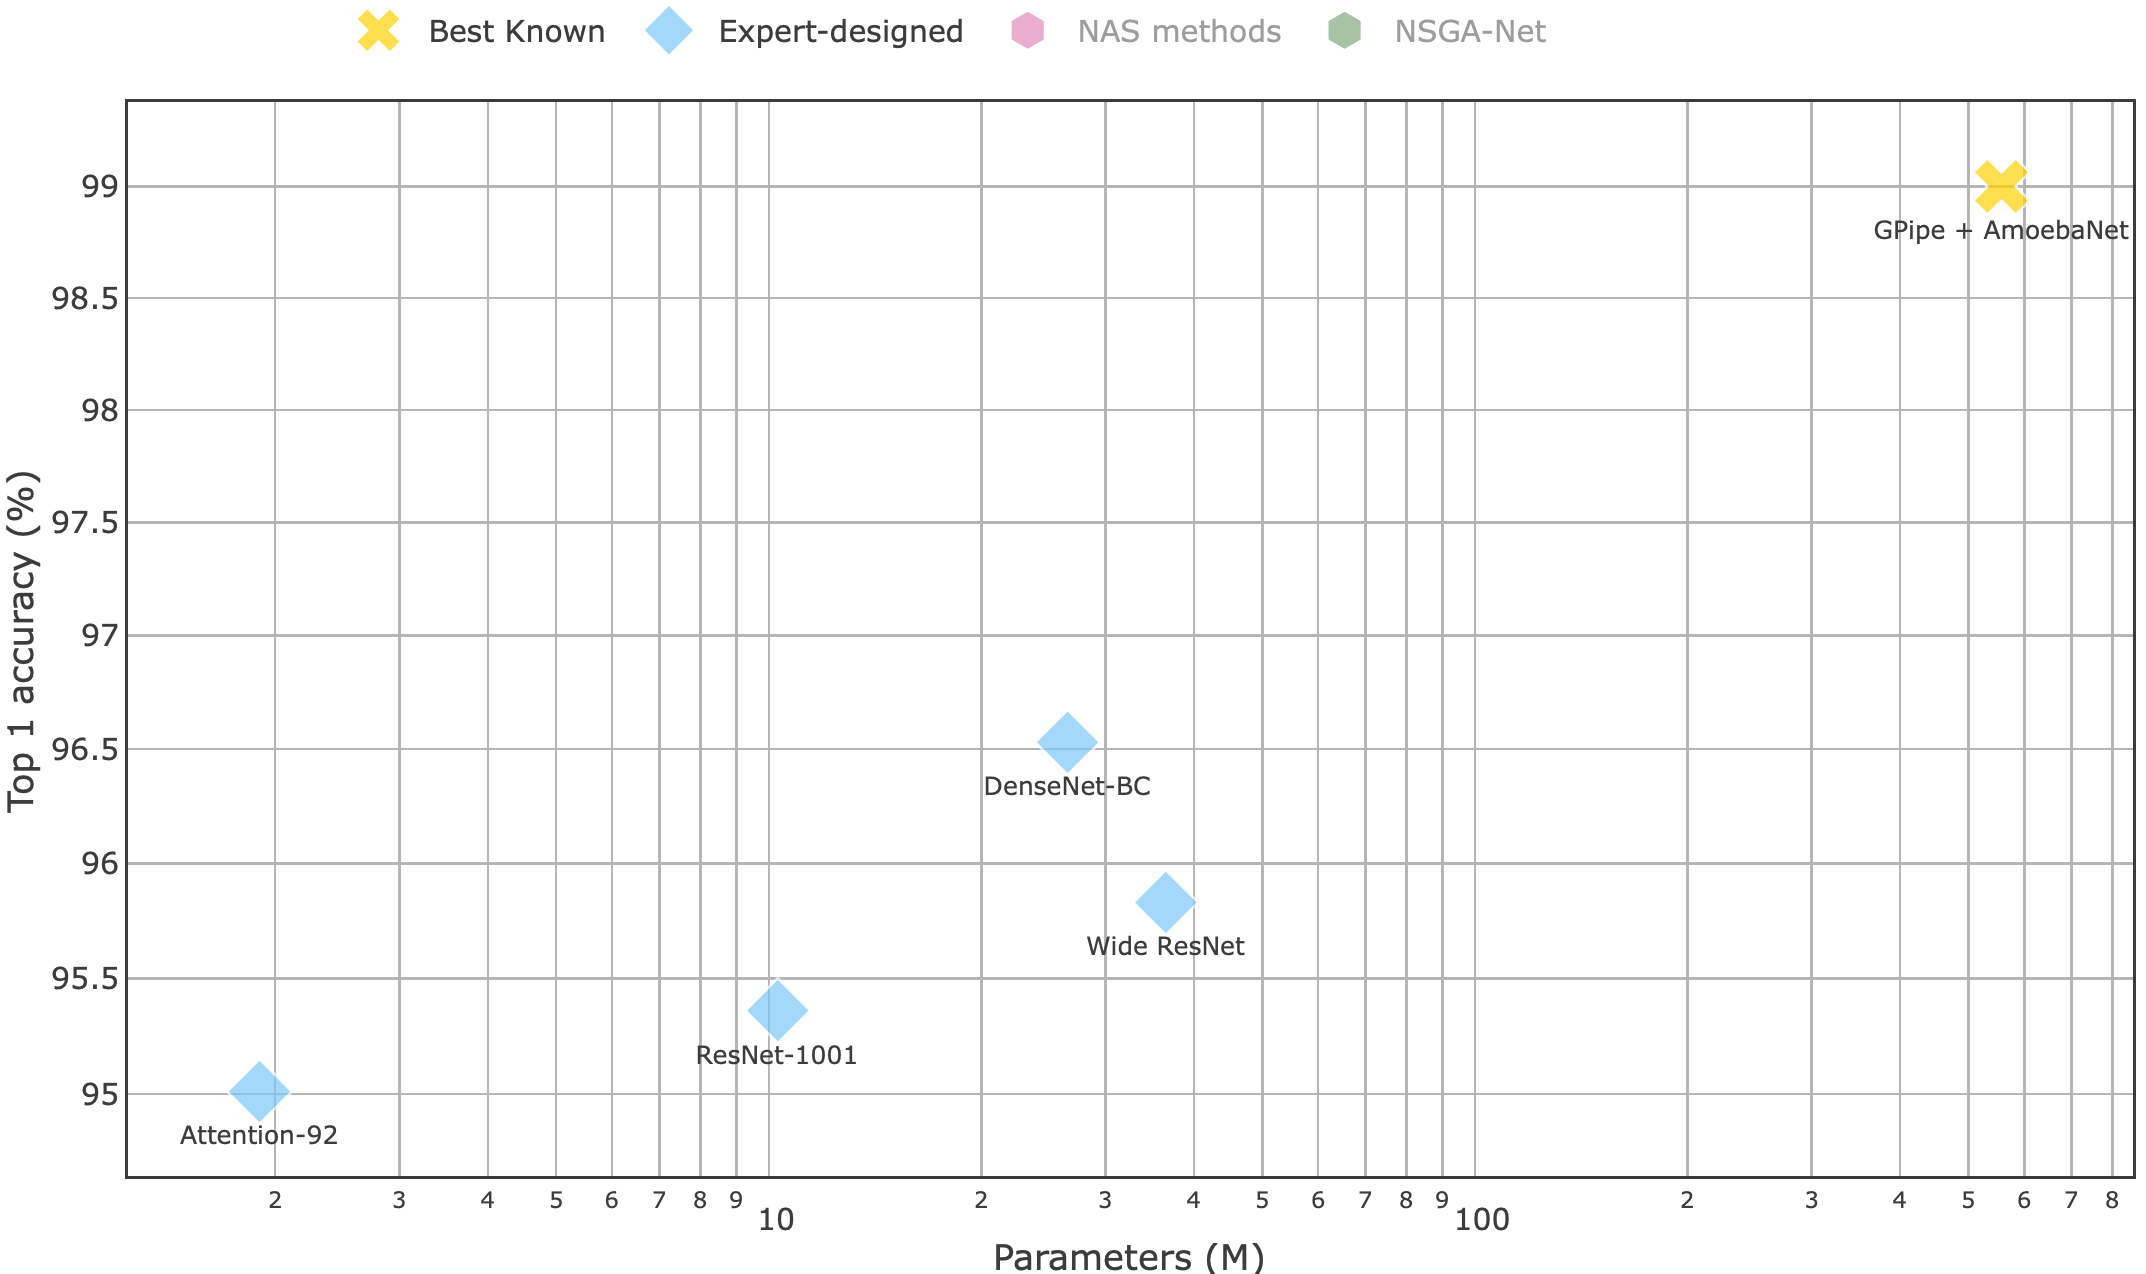 Best Known Expert-designed NAS methods NSGA-Net
Top 1 accuracy (%)
99
98.5
98
97.5
97
96.5
96
95.5
95
GPipe + AmoebaNet
DenseNet-BC
Wide ResNet
ResNet-1001
Attention-92
2 3 4 5 6 7 8 9 10 2 3 4 5 6 7 8 9 100 2 3 4 5 6 7 8
Parameters (M)